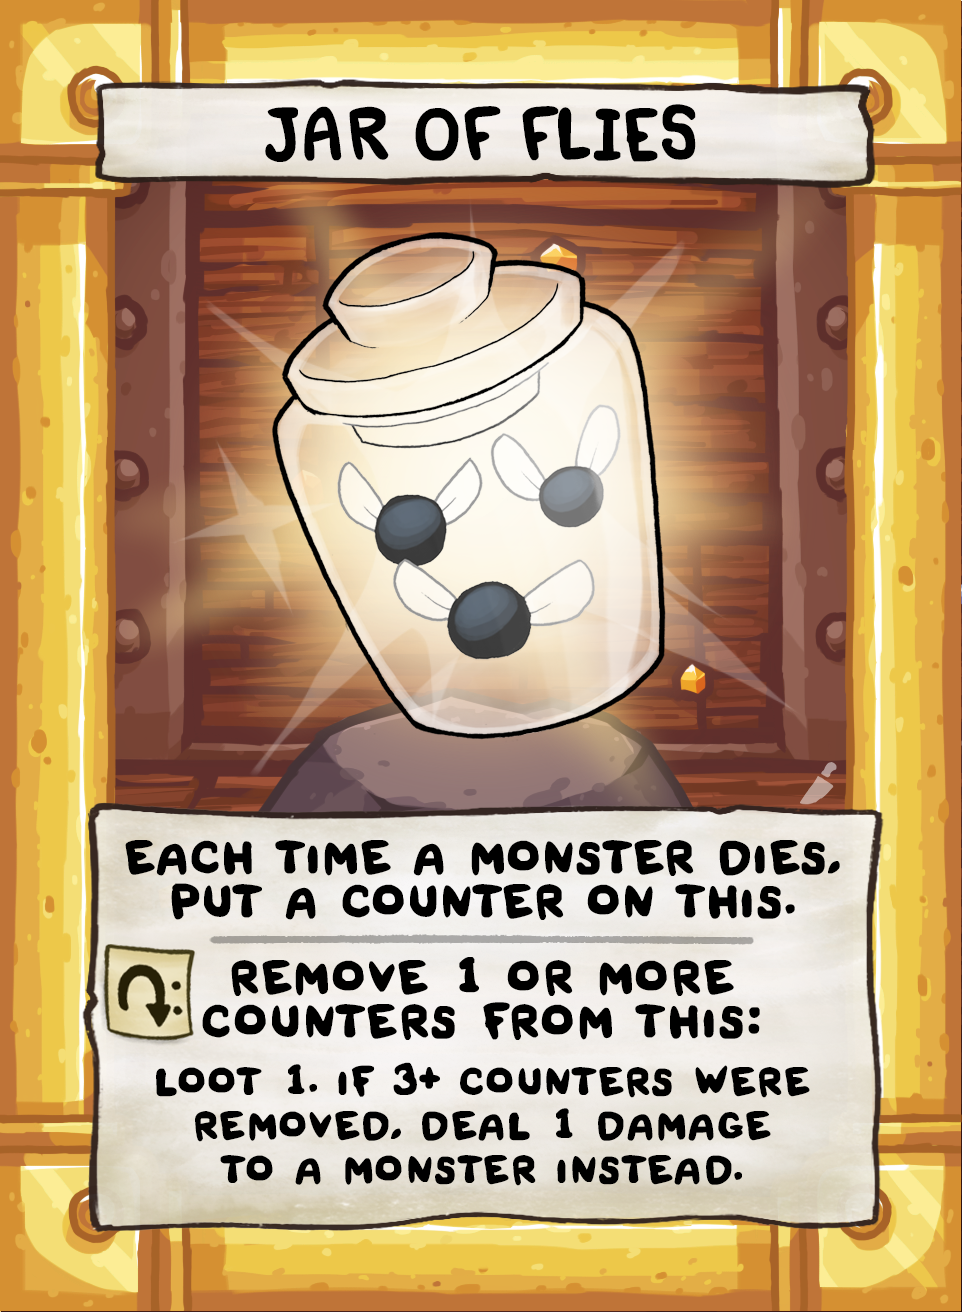 JAR OF FLIES
EACH TIME A MONSTER DIES,
PUT A COUNTER ON THIS.
REMOVE 1 OR MORE
COUNTERS FROM THIS:
LOOT 1. IF 3+ COUNTERS WERE
REMOVED, DEAL 1 DAMAGE
TO A MONSTER INSTEAD.